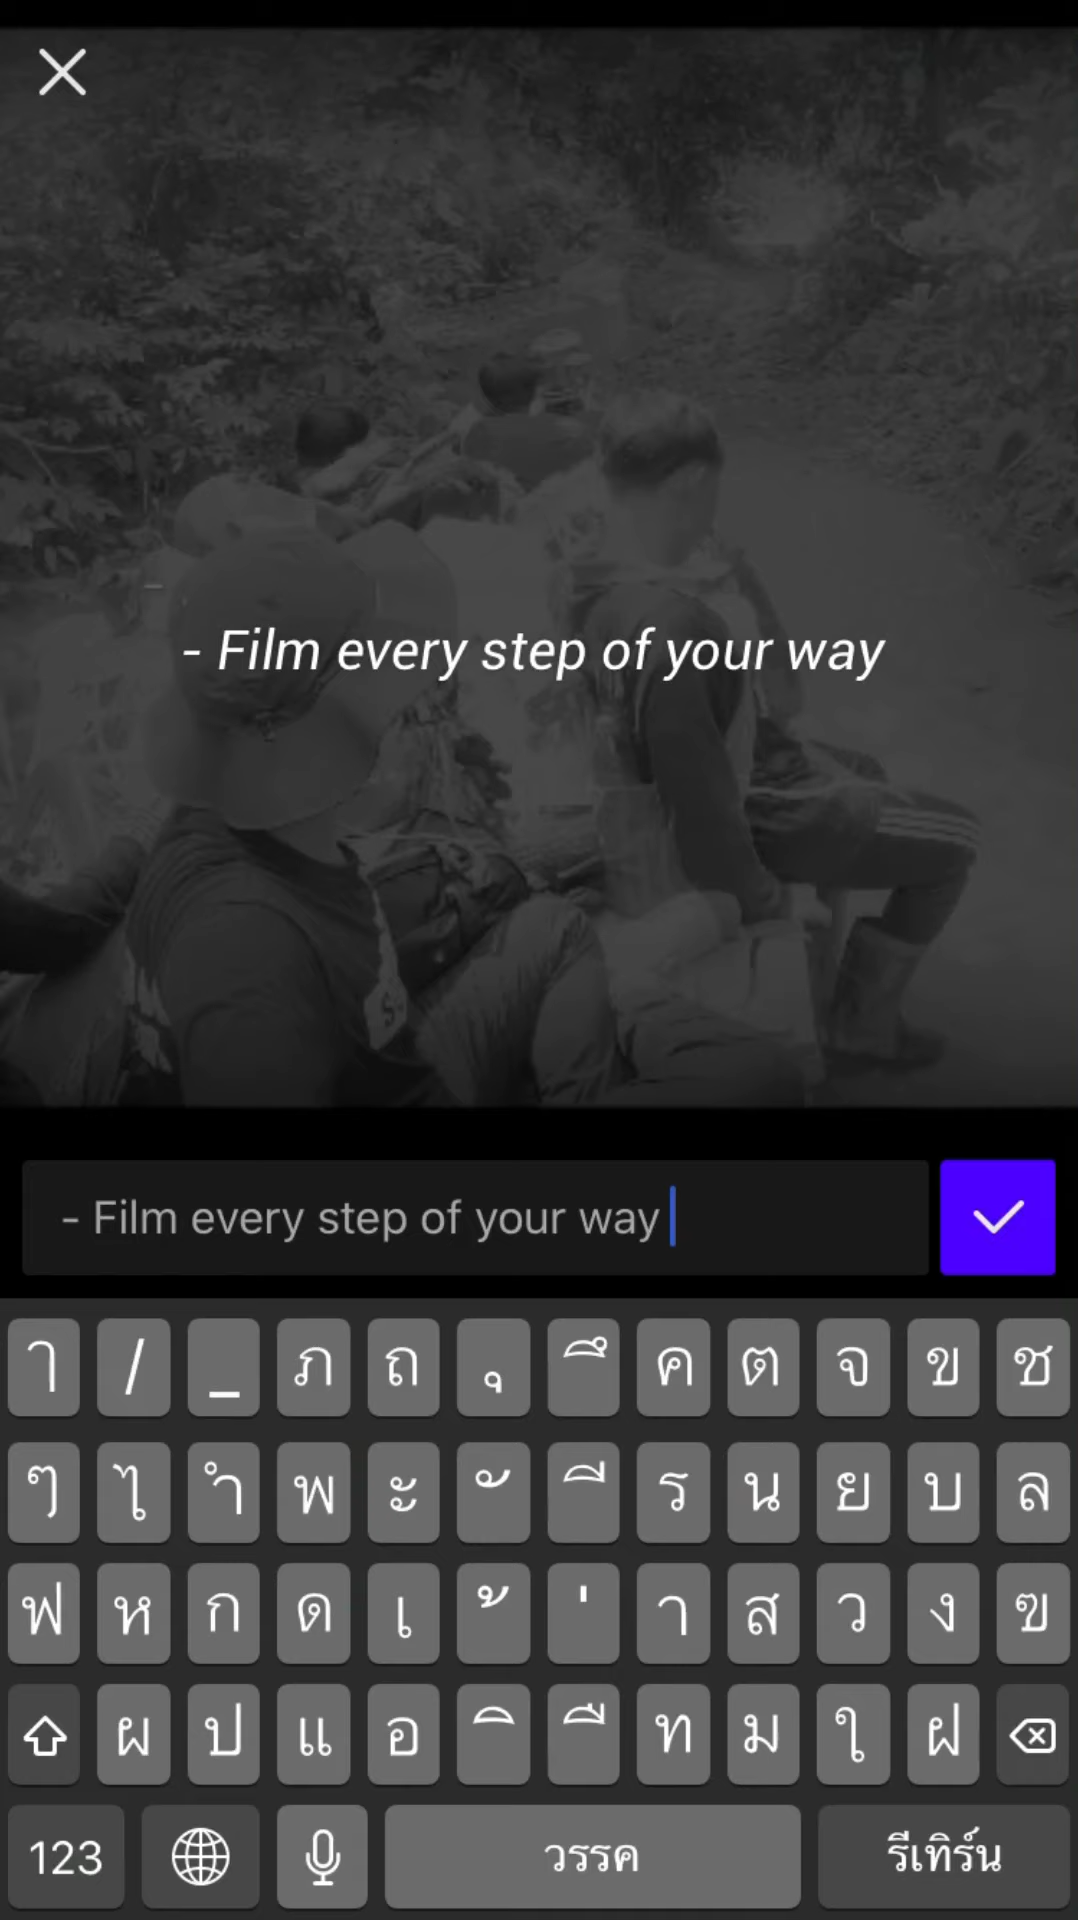 - Film every step of your way
- Film every step of your way
ๅ / _ ภ ถ ุ ึ ค ต จ ข ช
ๆ ไ ำ พ ะ ั ี ร น ย บ ล
ฟ ห ก ด เ ้ ่ า ส ว ง ฃ
ผ ป แ อ ิ ื ท ม ใ ฝ
123 วรรค รีเทิร์น